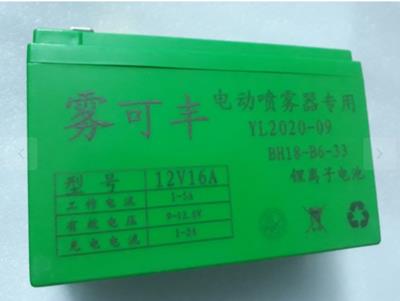 雾可丰
电动喷雾器专用
YL2020-09
BH18-B6-33
锂离子电池
型号 12V16A
工作电流 1-5A
有效电压 9-12.6V
充电电流 1-2A